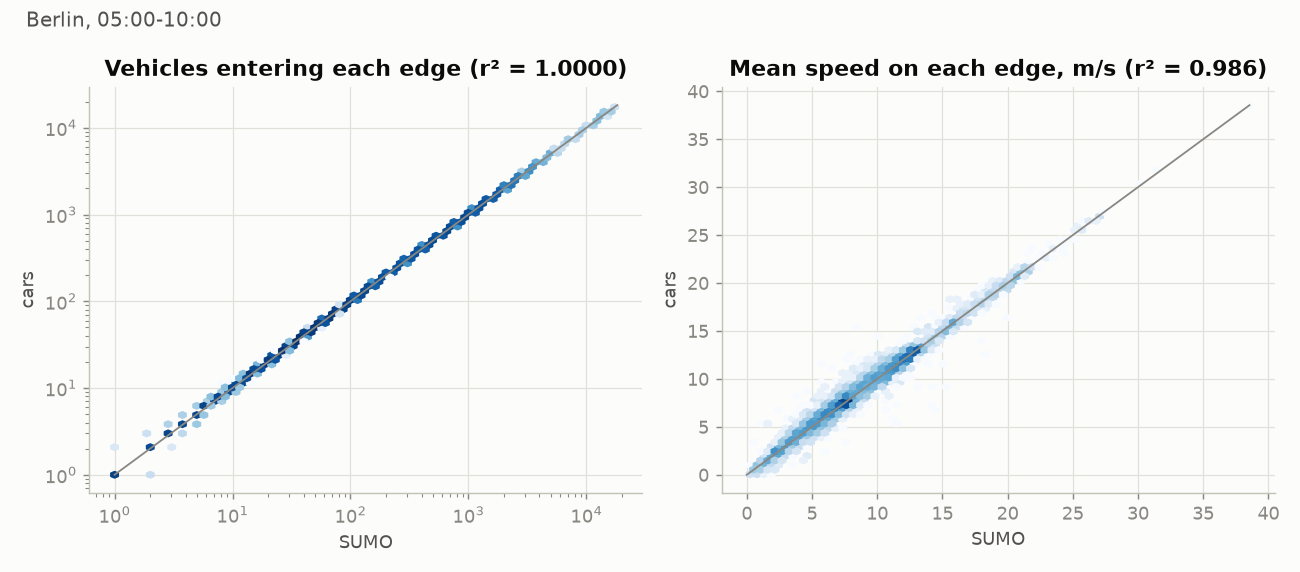 Berlin, 05:00-10:00
Vehicles entering each edge (r² = 1.0000)
10⁴
10³
10²
10¹
10⁰
cars
10⁰ 10¹ 10² 10³ 10⁴
SUMO
Mean speed on each edge, m/s (r² = 0.986)
40
35
30
25
20
15
10
5
0
cars
0 5 10 15 20 25 30 35 40
SUMO